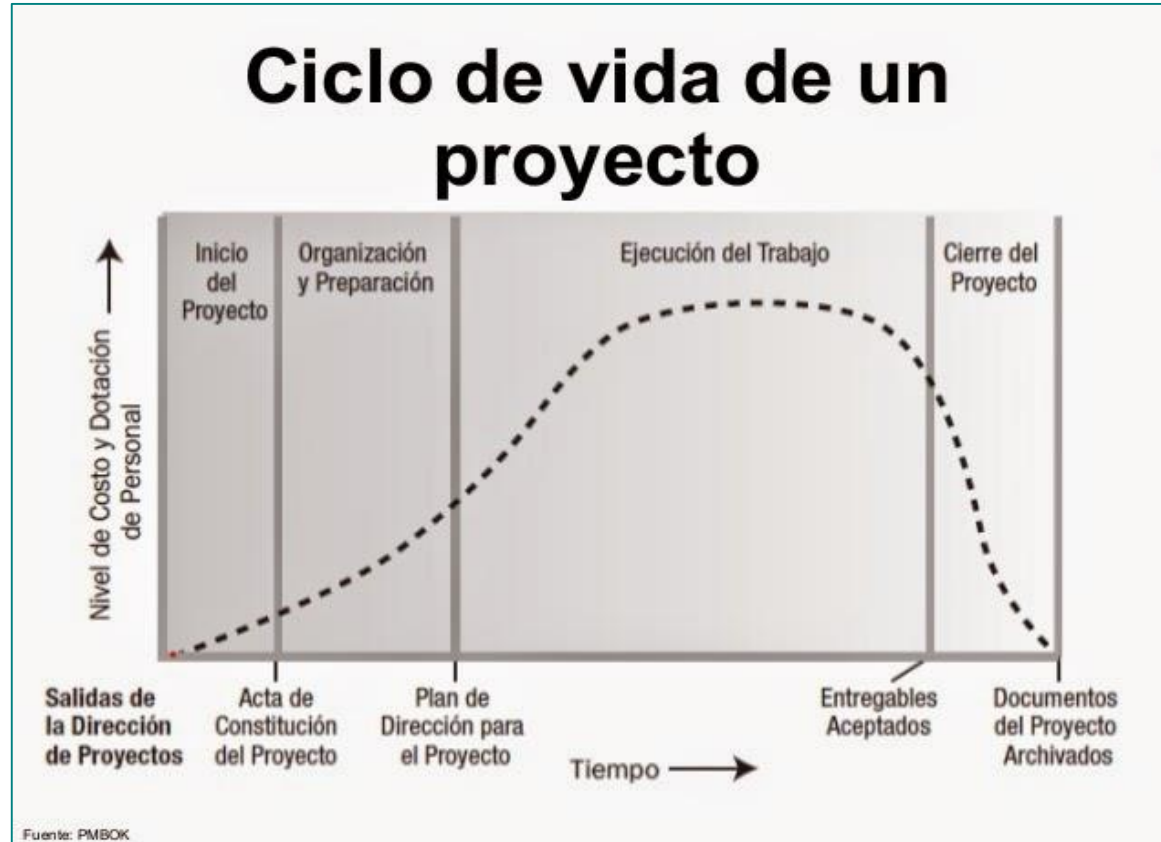 Ciclo de vida de un
proyecto
Inicio
del
Proyecto
Organización
y Preparación
Ejecución del Trabajo
Cierre del
Proyecto
Nivel de Costo y Dotación
de Personal
Salidas de
la Dirección
de Proyectos
Acta de
Constitución
del Proyecto
Plan de
Dirección para
el Proyecto
Entregables
Aceptados
Documentos
del Proyecto
Archivados
Tiempo
Fuente: PMBOK